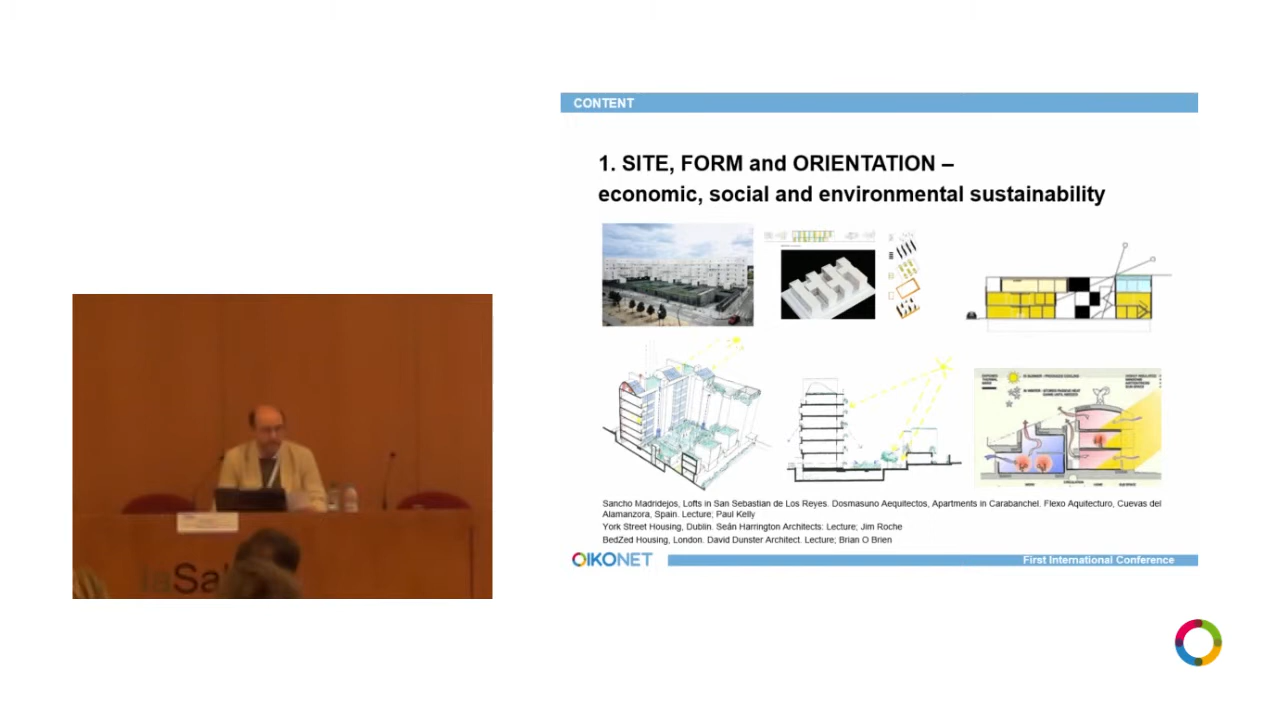 CONTENT
1. SITE, FORM and ORIENTATION –
economic, social and environmental sustainability
Sancho Madridejos, Lofts in San Sebastian de Los Reyes. Dosmasuno Aequitectos, Apartments in Carabanchel. Flexo Aquitecturo, Cuevas del
Alamanzora, Spain. Lecture; Paul Kelly
York Street Housing, Dublin. Seán Harrington Architects: Lecture; Jim Roche
BedZed Housing, London. David Dunster Architect. Lecture; Brian O Brien
OIKONET
First International Conference
laSa